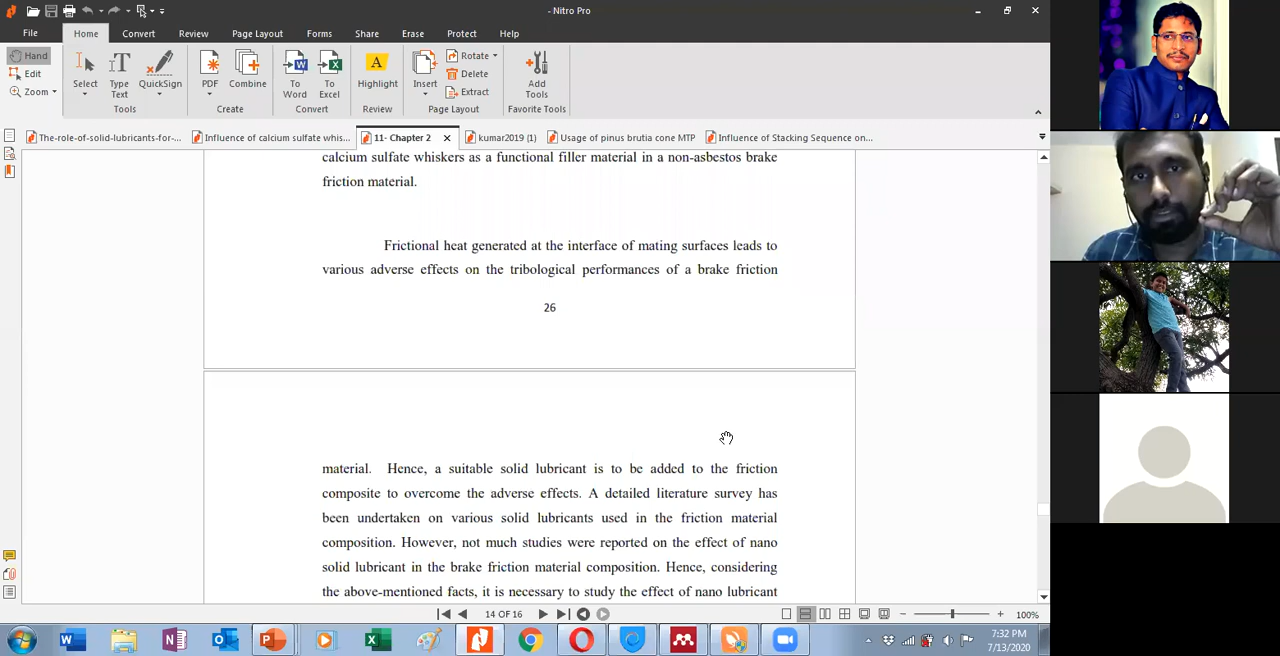 - Nitro Pro
File
Home
Convert
Review
Page Layout
Forms
Share
Erase
Protect
Help
Hand
Edit
Zoom
Select
Type Text
QuickSign
Tools
PDF
Combine
Create
To Word
To Excel
Convert
Highlight
Review
Insert
Rotate
Delete
Extract
Page Layout
Add Tools
Favorite Tools
The-role-of-solid-lubricants-for-...
Influence of calcium sulfate whis...
11- Chapter 2
kumar2019 (1)
Usage of pinus brutia cone MTP
Influence of Stacking Sequence on...
calcium sulfate whiskers as a functional filler material in a non-asbestos brake
friction material.
Frictional heat generated at the interface of mating surfaces leads to
various adverse effects on the tribological performances of a brake friction
26
material. Hence, a suitable solid lubricant is to be added to the friction
composite to overcome the adverse effects. A detailed literature survey has
been undertaken on various solid lubricants used in the friction material
composition. However, not much studies were reported on the effect of nano
solid lubricant in the brake friction material composition. Hence, considering
the above-mentioned facts, it is necessary to study the effect of nano lubricant
14 OF 16
100%
7:32 PM
7/13/2020